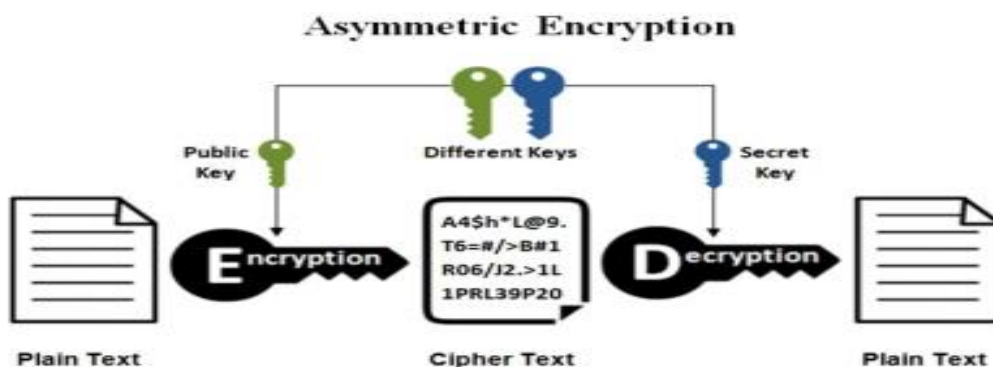 Asymmetric Encryption
Public
Key
Different Keys
Secret
Key
Encryption
A4$h*L@9.
T6=#/>B#1
R06/J2.>1L
1PRL39P20
Decryption
Plain Text
Cipher Text
Plain Text